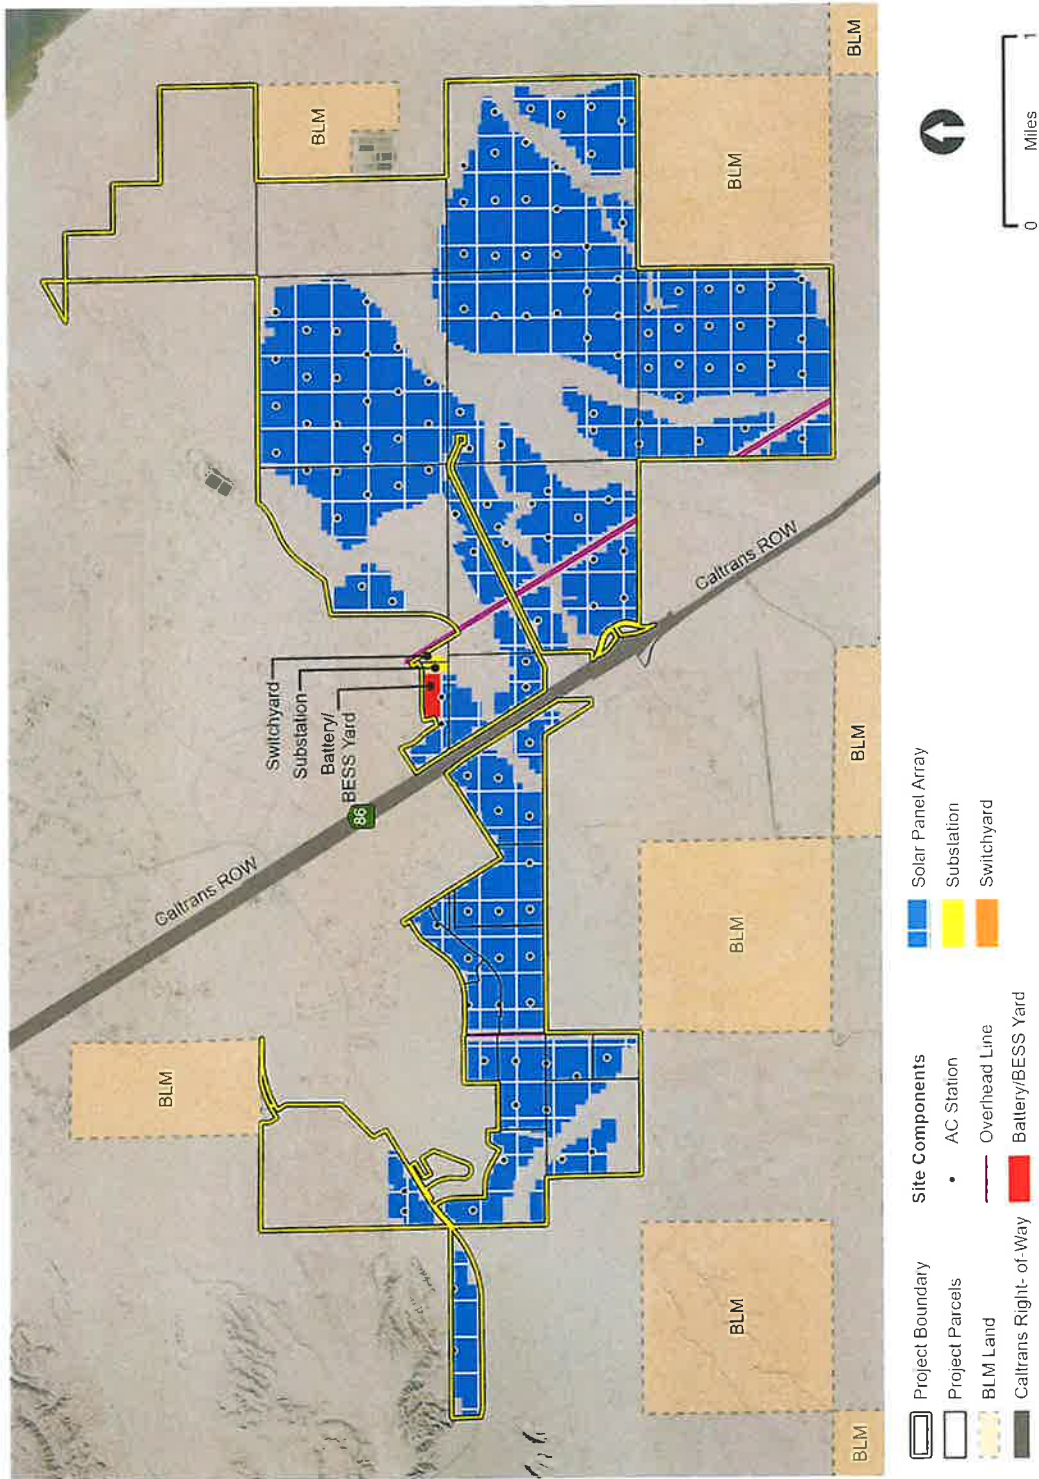 BLM
BLM
BLM
Caltrans ROW
Switchyard
Substation
Battery/
BESS Yard
86
Caltrans ROW
BLM
BLM
BLM
BLM
BLM
Project Boundary
Project Parcels
BLM Land
Caltrans Right- of-Way
Site Components
AC Station
Overhead Line
Battery/BESS Yard
Solar Panel Array
Substation
Switchyard
0
Miles
1